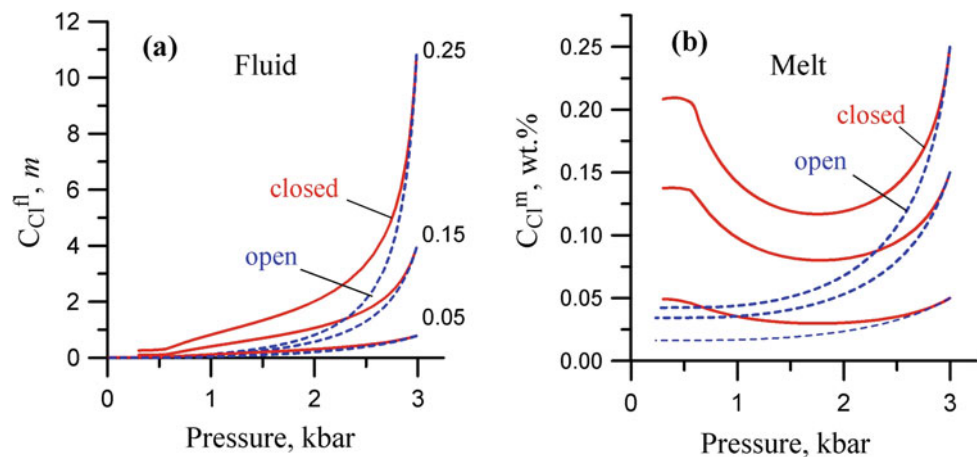 (a)
Fluid
closed
open
0.25
0.15
0.05
12
10
8
6
4
2
0
C_Cl^fl, m
0 1 2 3
Pressure, kbar
(b)
Melt
closed
open
0.25
0.20
0.15
0.10
0.05
0.00
C_Cl^m, wt.%
0 1 2 3
Pressure, kbar